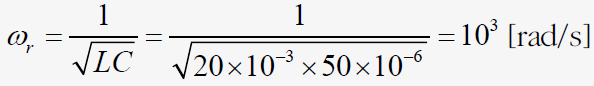 ω_r = 1/√(LC) = 1/√(20×10⁻³×50×10⁻⁶) = 10³ [rad/s]